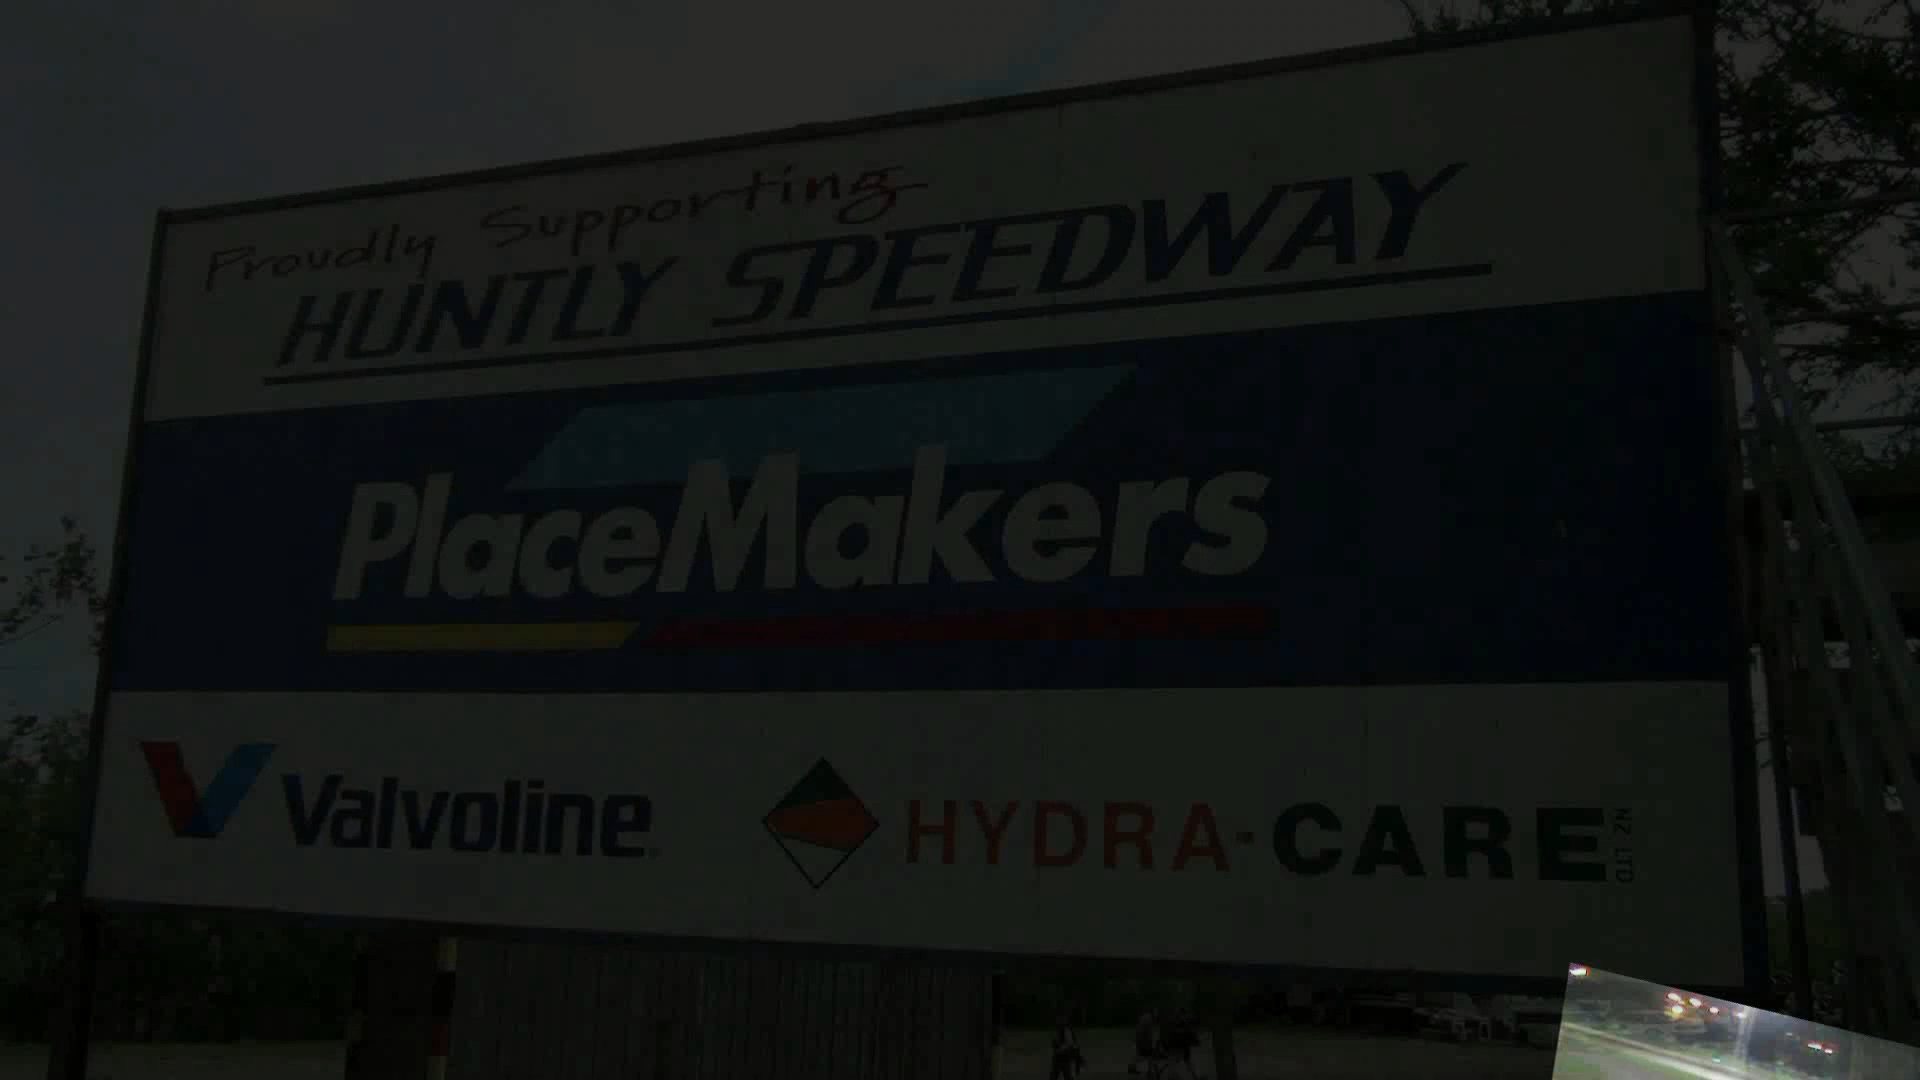 Proudly Supporting
HUNTLY SPEEDWAY
PlaceMakers
Valvoline
HYDRA-CARE NZ LTD